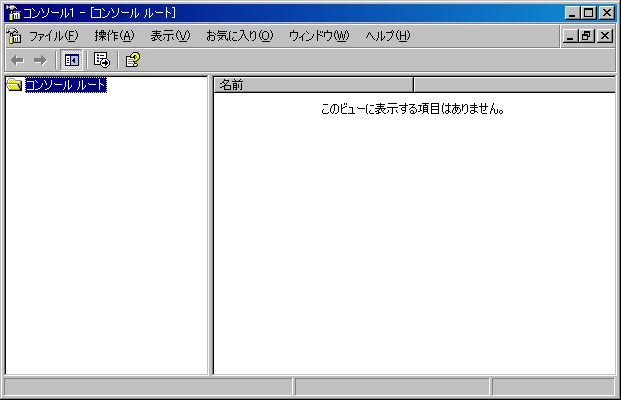 コンソール1 - [コンソール ルート]
ファイル(F) 操作(A) 表示(V) お気に入り(O) ウィンドウ(W) ヘルプ(H)
コンソール ルート
名前
このビューに表示する項目はありません。